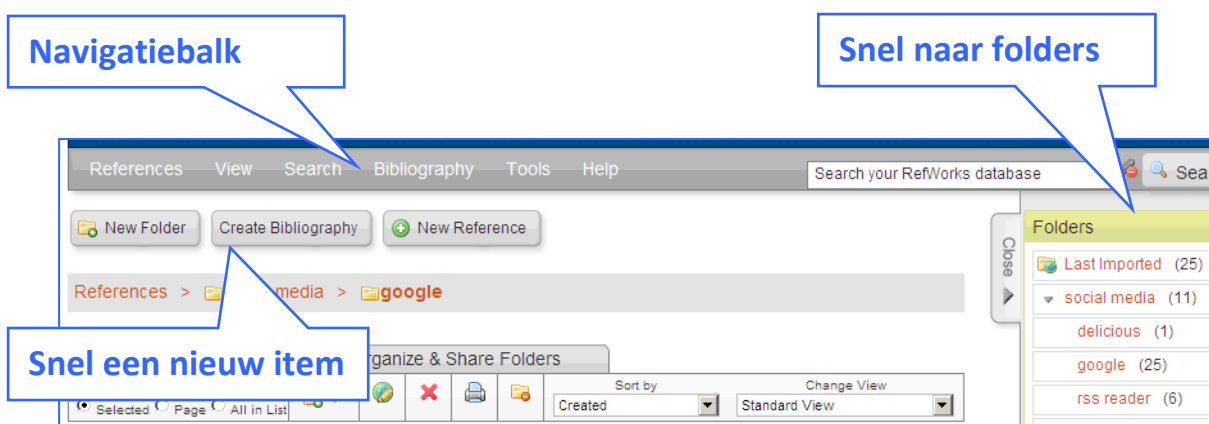 Navigatiebalk
Snel naar folders
References View Search Bibliography Tools Help
Search your RefWorks database
New Folder Create Bibliography New Reference
Close
Folders
Last Imported (25)
social media (11)
delicious (1)
google (25)
rss reader (6)
References > media > google
Snel een nieuw item
Share Folders
Sort by Change View
Selected Page All in List Created Standard View